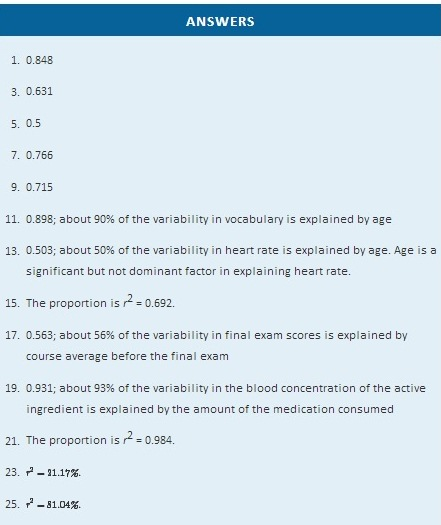 ANSWERS
1. 0.848
3. 0.631
5. 0.5
7. 0.766
9. 0.715
11. 0.898; about 90% of the variability in vocabulary is explained by age
13. 0.503; about 50% of the variability in heart rate is explained by age. Age is a
significant but not dominant factor in explaining heart rate.
15. The proportion is r² = 0.692.
17. 0.563; about 56% of the variability in final exam scores is explained by
course average before the final exam
19. 0.931; about 93% of the variability in the blood concentration of the active
ingredient is explained by the amount of the medication consumed
21. The proportion is r² = 0.984.
23. r² = 21.17%.
25. r² = 81.04%.